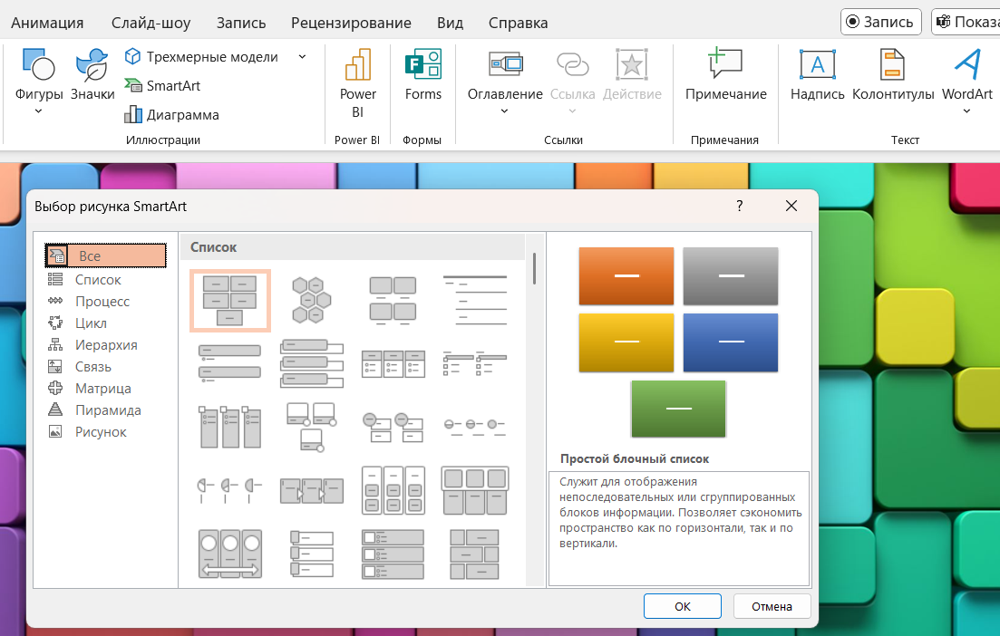 Анимация Слайд-шоу Запись Рецензирование Вид Справка Запись
Фигуры Значки Трехмерные модели
SmartArt
Диаграмма
Иллюстрации
Power
BI
Power BI
Forms
Формы
Оглавление Ссылка Действие
Ссылки
Примечание
Примечания
Надпись Колонтитулы WordArt
Текст
Выбор рисунка SmartArt ?
Все
Список
Процесс
Цикл
Иерархия
Связь
Матрица
Пирамида
Рисунок
Список
Простой блочный список
Служит для отображения
непоследовательных или сгруппированных
блоков информации. Позволяет сэкономить
пространство как по горизонтали, так и по
вертикали.
ОК Отмена